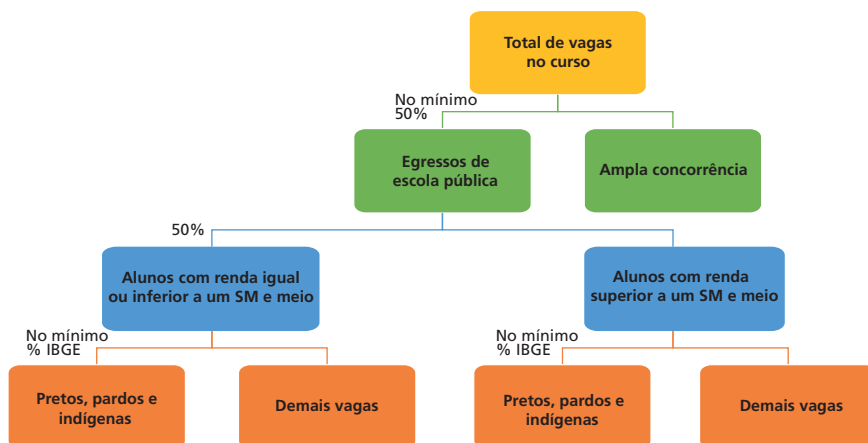 Total de vagas
no curso
No mínimo
50%
Egressos de
escola pública
Ampla concorrência
50%
Alunos com renda igual
ou inferior a um SM e meio
Alunos com renda
superior a um SM e meio
No mínimo
% IBGE
No mínimo
% IBGE
Pretos, pardos e
indígenas
Demais vagas
Pretos, pardos e
indígenas
Demais vagas